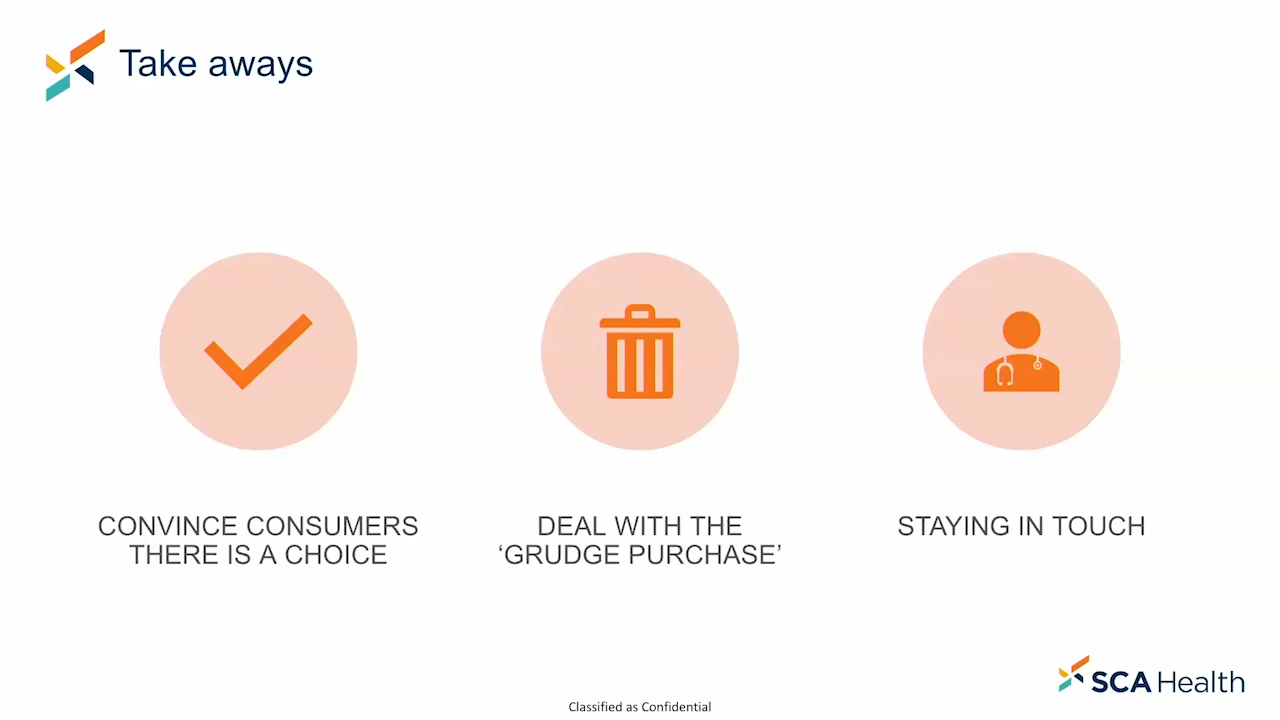 Take aways
CONVINCE CONSUMERS
THERE IS A CHOICE
DEAL WITH THE
‘GRUDGE PURCHASE’
STAYING IN TOUCH
SCA Health
Classified as Confidential